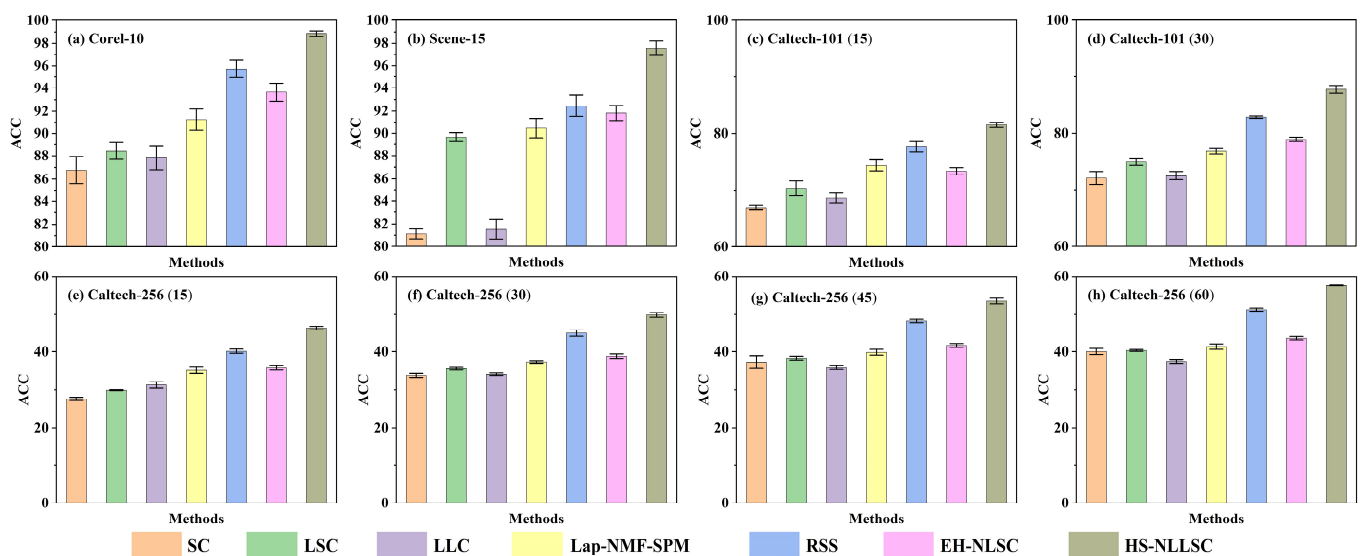 (a) Corel-10
ACC
100
98
96
94
92
90
88
86
84
82
80
Methods
(b) Scene-15
ACC
100
98
96
94
92
90
88
86
84
82
80
Methods
(c) Caltech-101 (15)
ACC
100
80
60
Methods
(d) Caltech-101 (30)
ACC
100
80
60
Methods
(e) Caltech-256 (15)
ACC
60
40
20
0
Methods
(f) Caltech-256 (30)
ACC
60
40
20
0
Methods
(g) Caltech-256 (45)
ACC
60
40
20
0
Methods
(h) Caltech-256 (60)
ACC
60
40
20
0
Methods
SC LSC LLC Lap-NMF-SPM RSS EH-NLSC HS-NLLSC